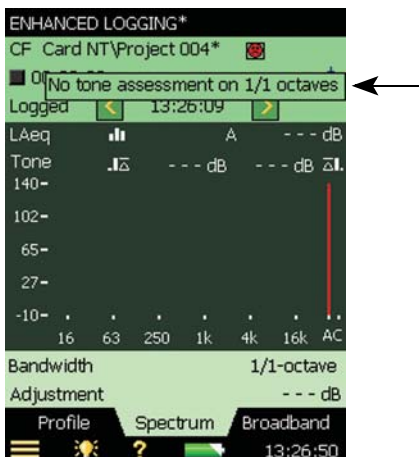 ENHANCED LOGGING*
CF Card NT\Project 004*
No tone assessment on 1/1 octaves
Logged < 13:26:09 >
LAeq A --- dB
Tone --- dB --- dB
140
102
65
27
-10
16 63 250 1k 4k 16k AC
Bandwidth 1/1-octave
Adjustment --- dB
Profile Spectrum Broadband
? 13:26:50